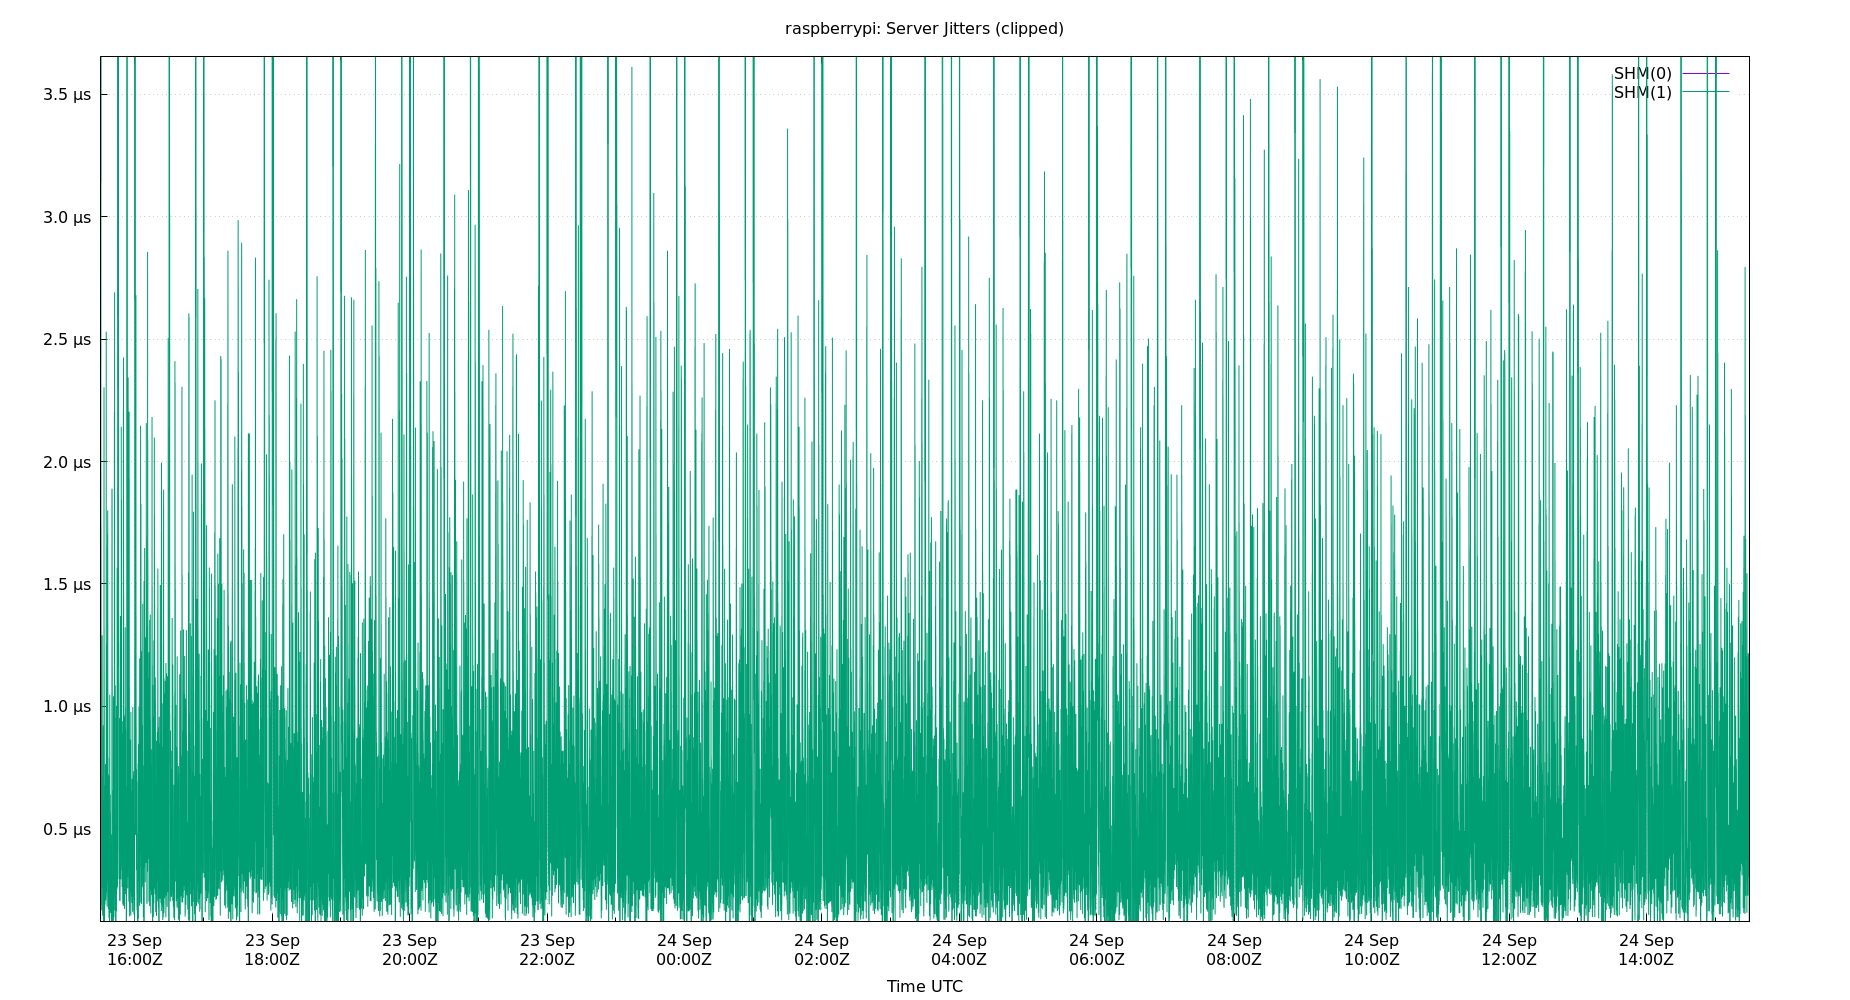 raspberrypi: Server Jitters (clipped)
SHM(0)
SHM(1)
3.5 µs
3.0 µs
2.5 µs
2.0 µs
1.5 µs
1.0 µs
0.5 µs
23 Sep 23 Sep 23 Sep 23 Sep 24 Sep 24 Sep 24 Sep 24 Sep 24 Sep 24 Sep 24 Sep 24 Sep
16:00Z 18:00Z 20:00Z 22:00Z 00:00Z 02:00Z 04:00Z 06:00Z 08:00Z 10:00Z 12:00Z 14:00Z
Time UTC